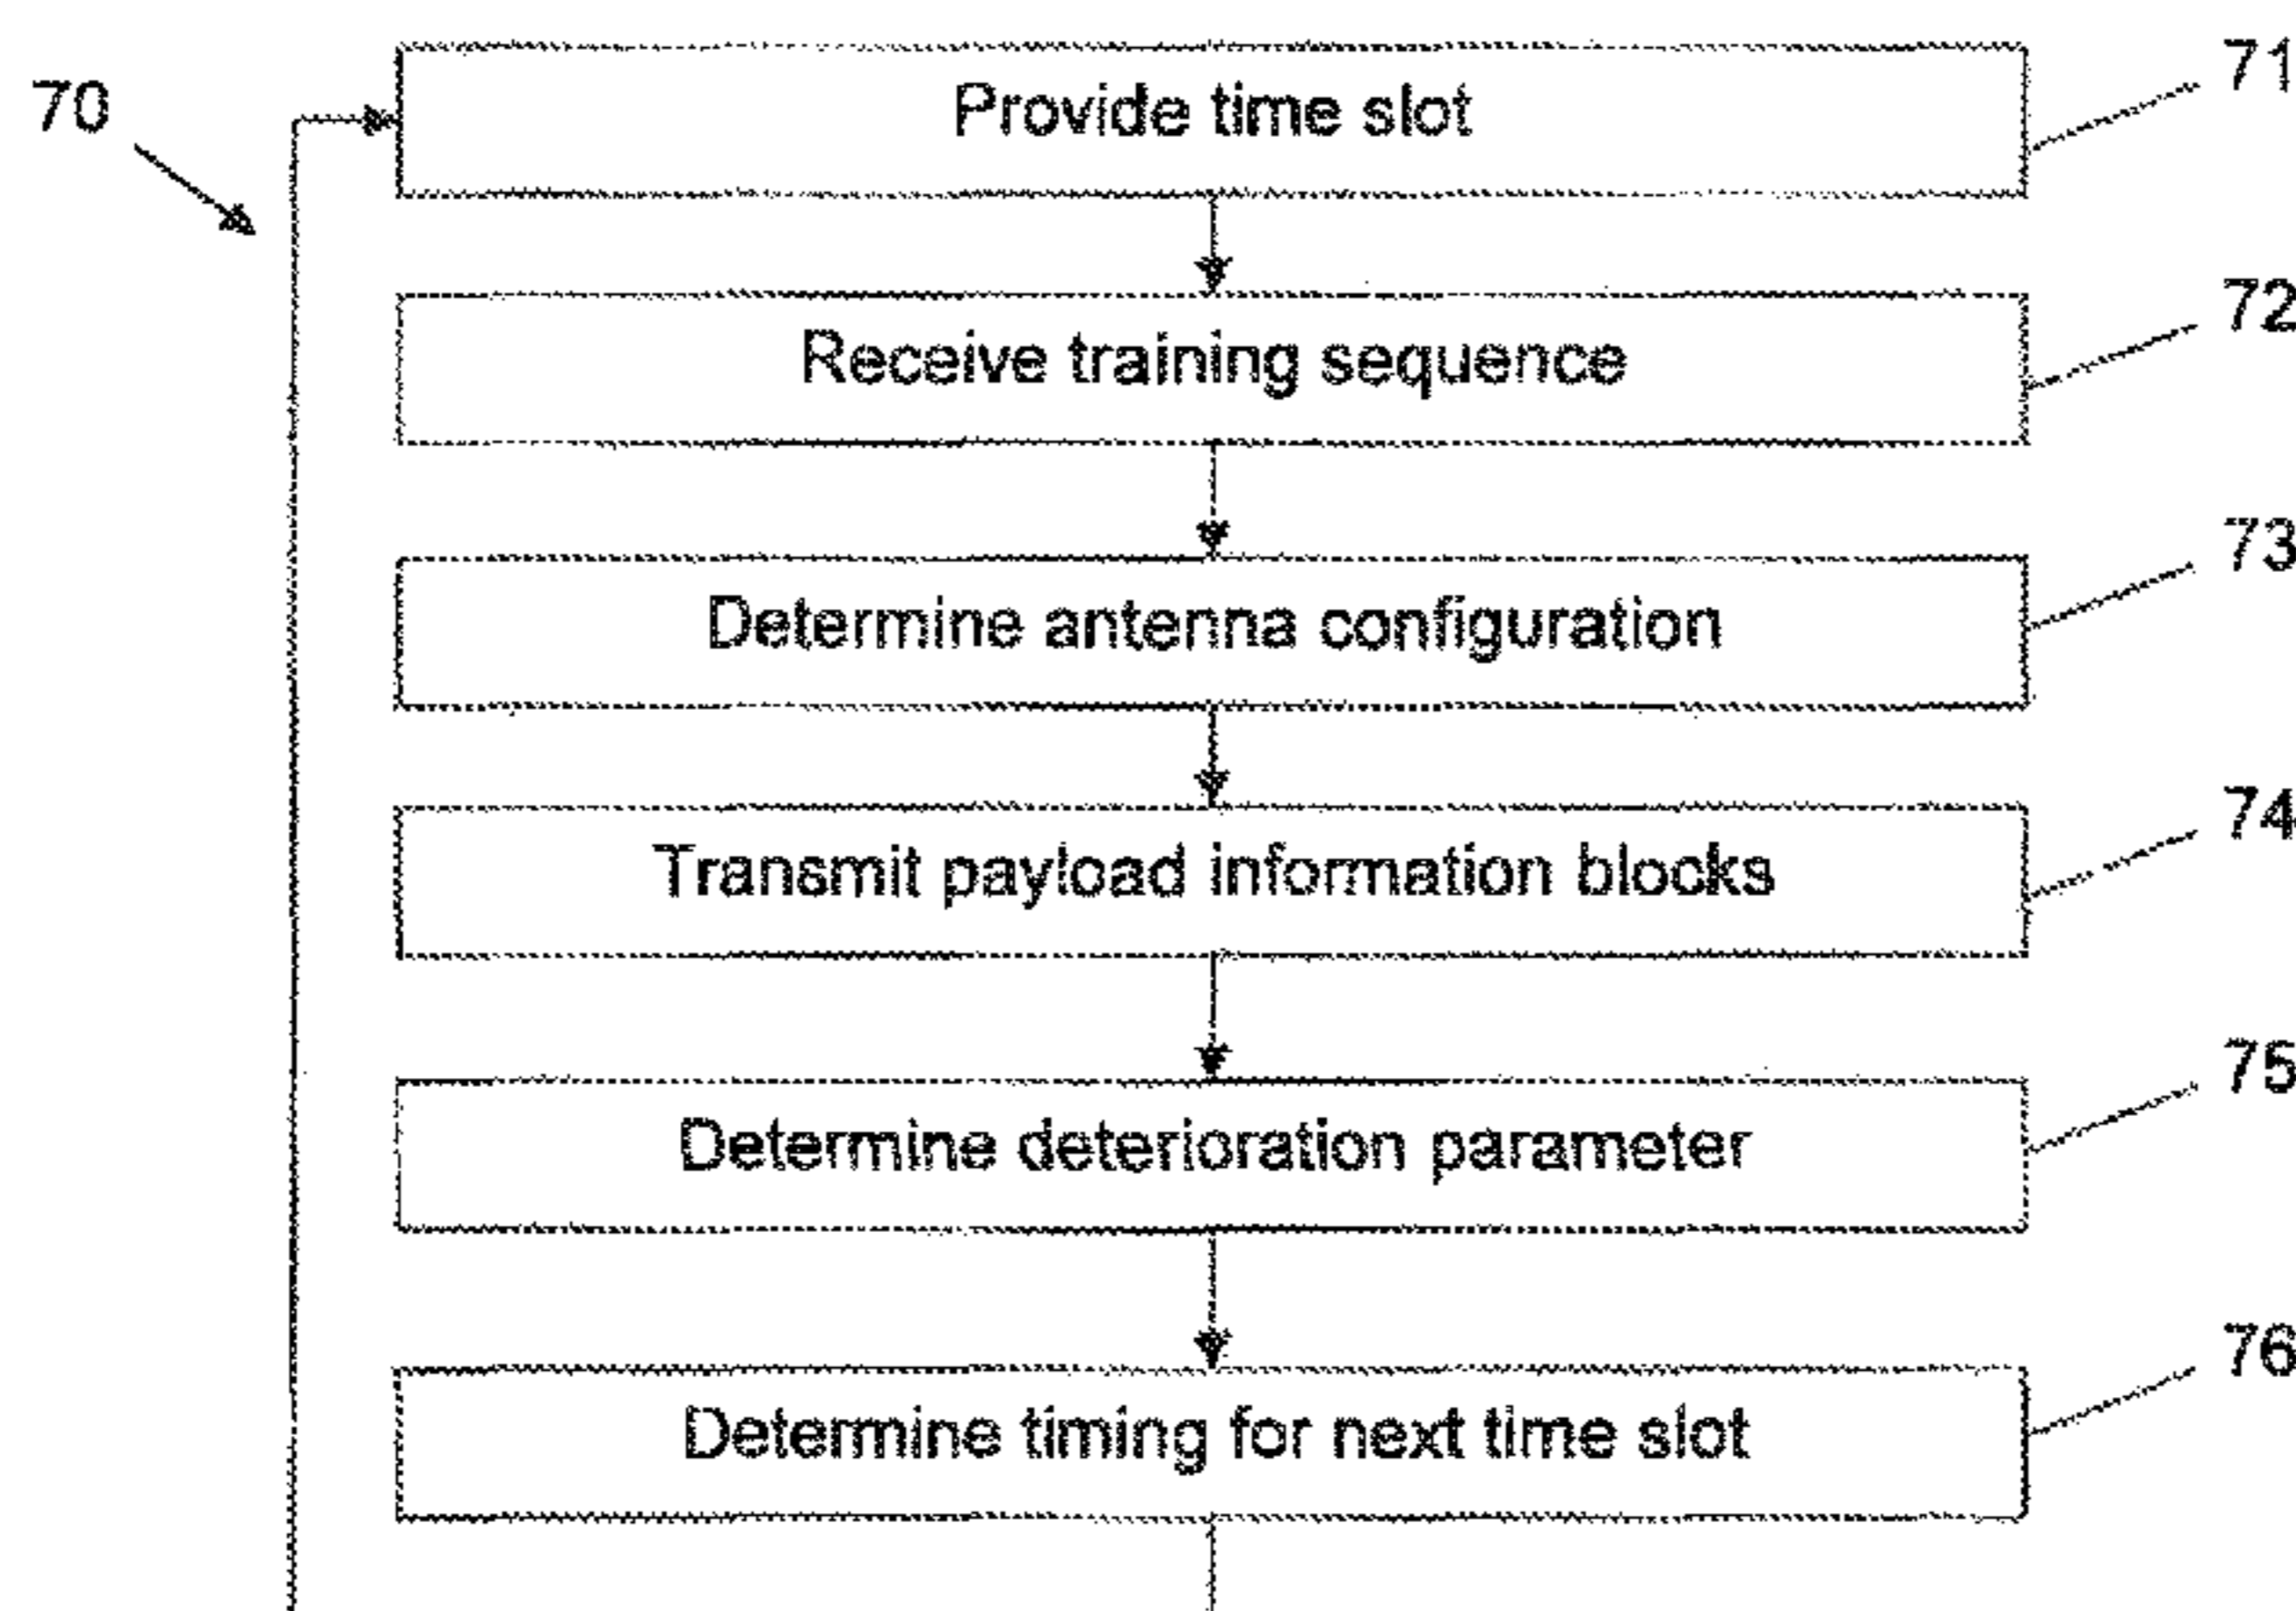 70
Provide time slot
71
Receive training sequence
72
Determine antenna configuration
73
Transmit payload information blocks
74
Determine deterioration parameter
75
Determine timing for next time slot
76